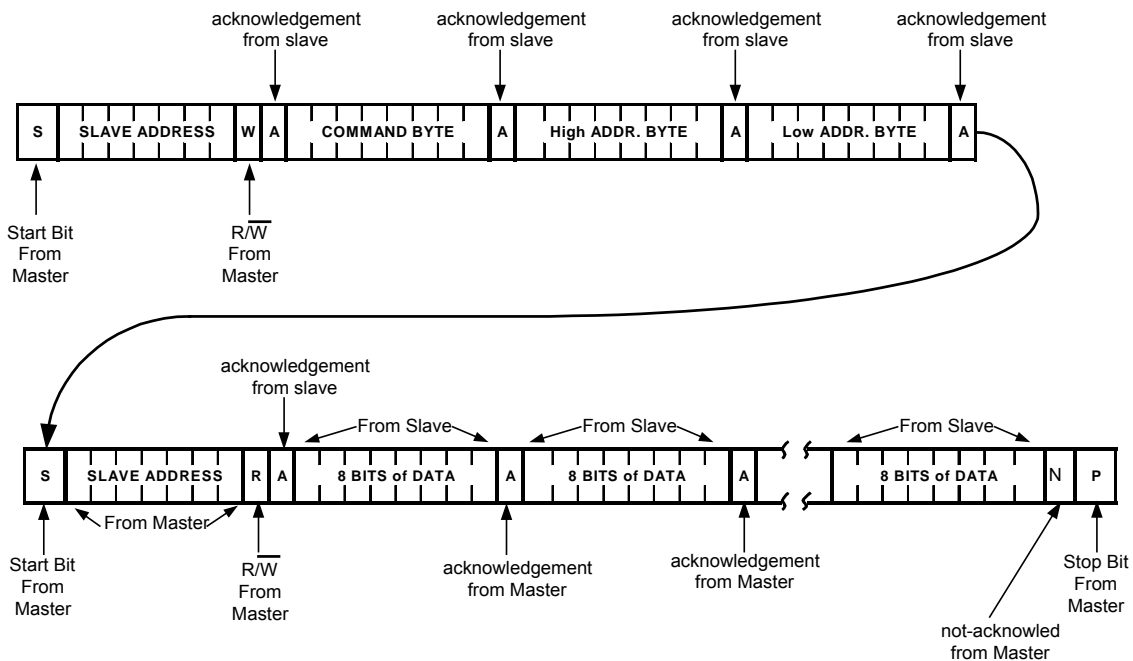 acknowledgement
from slave
acknowledgement
from slave
acknowledgement
from slave
acknowledgement
from slave
S SLAVE ADDRESS W A COMMAND BYTE A High ADDR. BYTE A Low ADDR. BYTE A
Start Bit
From
Master
R/W̅
From
Master
acknowledgement
from slave
From Slave
From Slave
From Slave
S SLAVE ADDRESS R A 8 BITS of DATA A 8 BITS of DATA A 8 BITS of DATA N P
From Master
Start Bit
From
Master
R/W̅
From
Master
acknowledgement
from Master
acknowledgement
from Master
Stop Bit
From
Master
not-acknowled
from Master